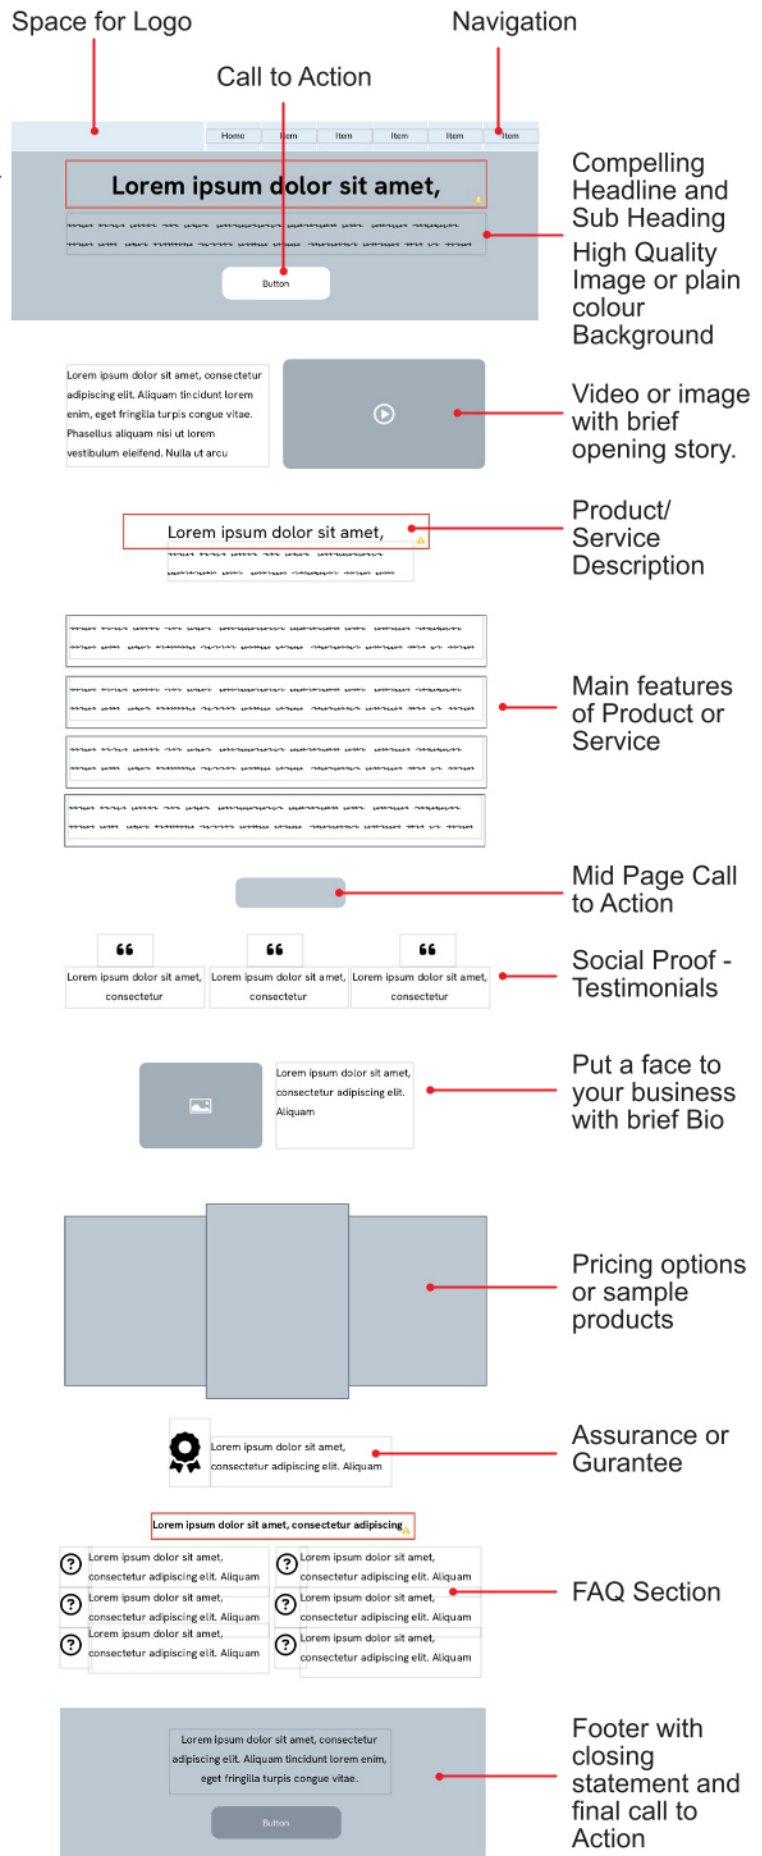 Space for Logo
Navigation
Call to Action
Home
Item
Item
Item
Item
Item
Lorem ipsum dolor sit amet,
Compelling
Headline and
Sub Heading
High Quality
Image or plain
colour
Background
Button
Lorem ipsum dolor sit amet, consectetur
adipiscing elit. Aliquam tincidunt lorem
enim, eget fringilla turpis congue vitae.
Phasellus aliquam nisi ut lorem
vestibulum eleifend. Nulla ut arcu
Video or image
with brief
opening story.
Lorem ipsum dolor sit amet,
Product/
Service
Description
Main features
of Product or
Service
Mid Page Call
to Action
Lorem ipsum dolor sit amet,
consectetur
Lorem ipsum dolor sit amet,
consectetur
Lorem ipsum dolor sit amet,
consectetur
Social Proof -
Testimonials
Lorem ipsum dolor sit amet,
consectetur adipiscing elit.
Aliquam
Put a face to
your business
with brief Bio
Pricing options
or sample
products
Lorem ipsum dolor sit amet,
consectetur adipiscing elit. Aliquam
Assurance or
Gurantee
Lorem ipsum dolor sit amet, consectetur adipiscing
Lorem ipsum dolor sit amet,
consectetur adipiscing elit. Aliquam
Lorem ipsum dolor sit amet,
consectetur adipiscing elit. Aliquam
Lorem ipsum dolor sit amet,
consectetur adipiscing elit. Aliquam
Lorem ipsum dolor sit amet,
consectetur adipiscing elit. Aliquam
Lorem ipsum dolor sit amet,
consectetur adipiscing elit. Aliquam
Lorem ipsum dolor sit amet,
consectetur adipiscing elit. Aliquam
FAQ Section
Lorem ipsum dolor sit amet, consectetur
adipiscing elit. Aliquam tincidunt lorem enim,
eget fringilla turpis congue vitae.
Button
Footer with
closing
statement and
final call to
Action